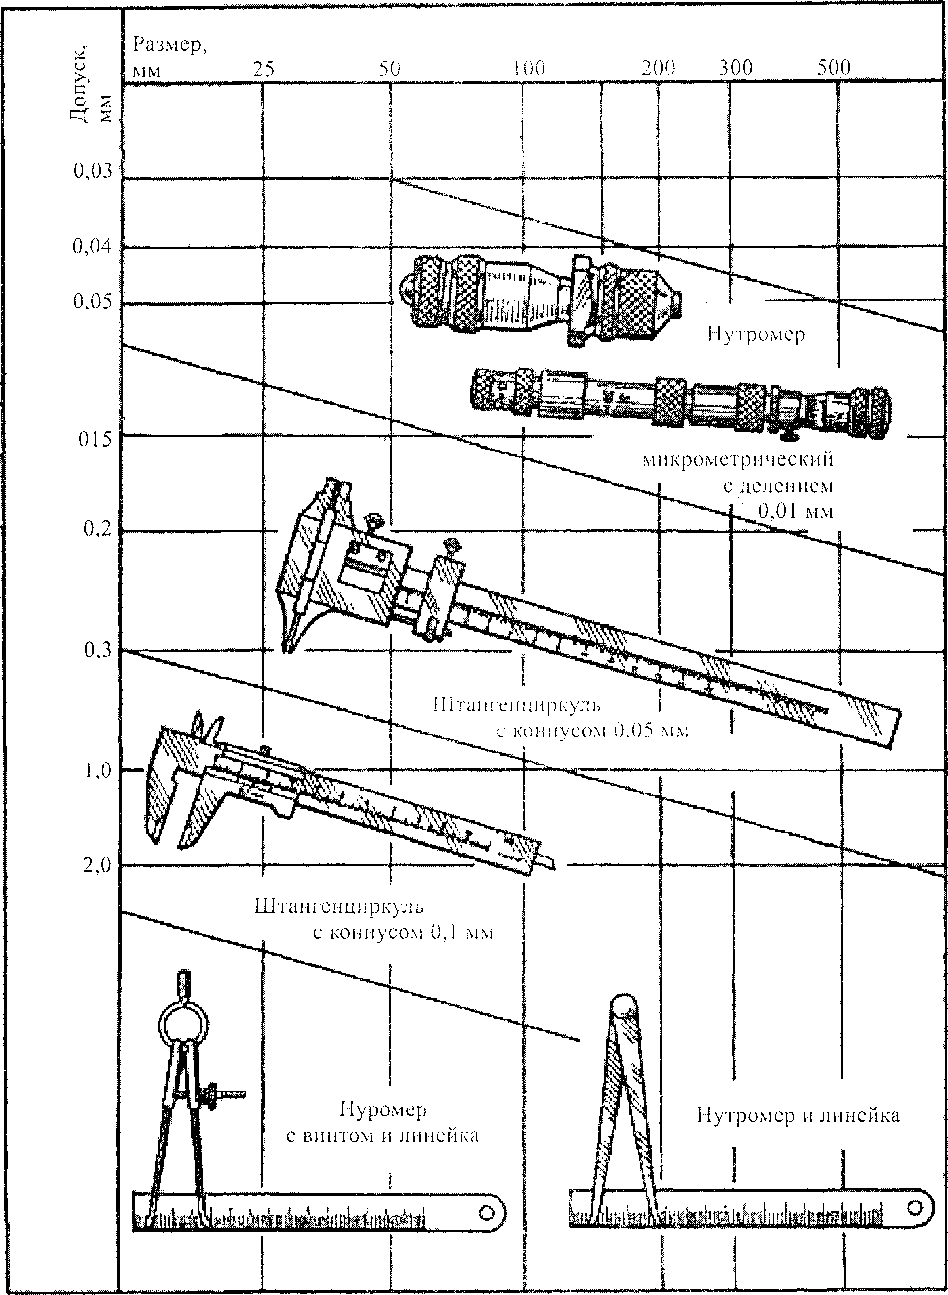 Размер,
мм 25 50 100 200 300 500
Допуск,
мм
0,03
0,04
0,05
Нутромер
015
микрометрический
с делением
0,01 мм
0,2
0.3
Штангенциркуль
с конпусом 0,05 мм
1,0
2,0
Штангенциркуль
с конпусом 0,1 мм
Нуромер
с винтом и линейка
Нутромер и линейка